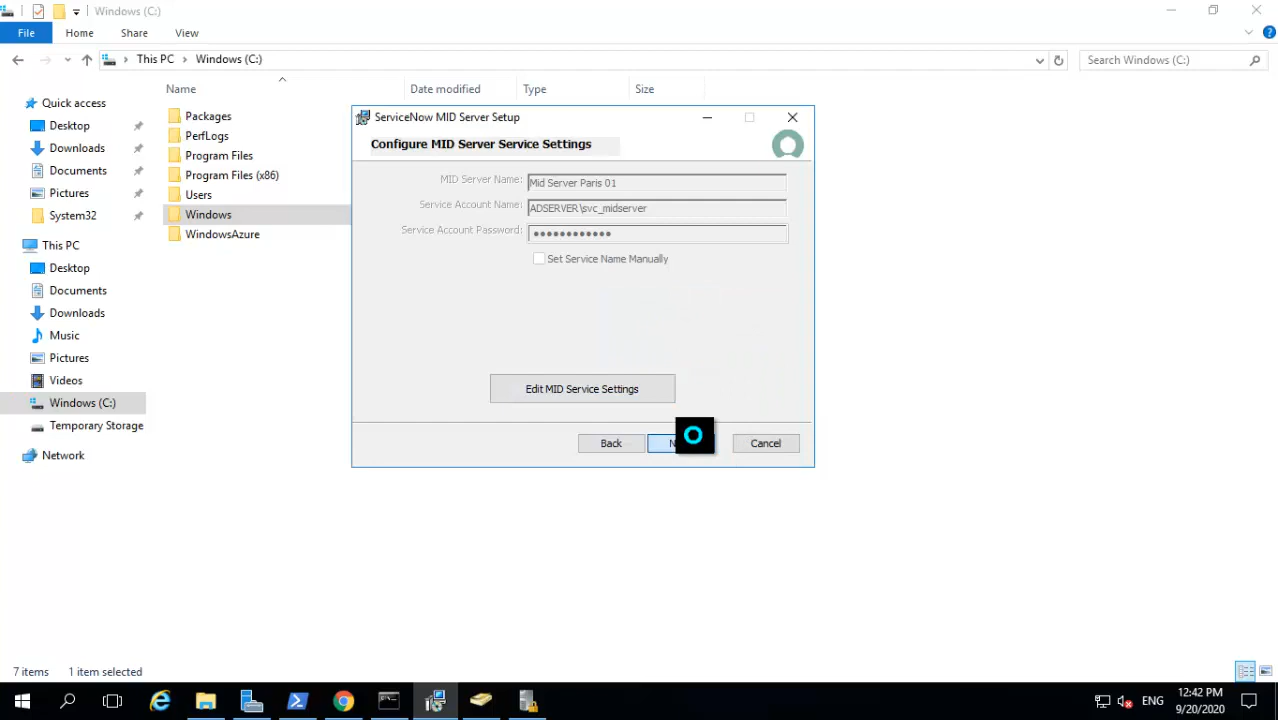 Windows (C:)
File Home Share View
This PC > Windows (C:) Search Windows (C:)
Name Date modified Type Size
Quick access
Desktop
Downloads
Documents
Pictures
System32
This PC
Desktop
Documents
Downloads
Music
Pictures
Videos
Windows (C:)
Temporary Storage
Network
Packages
PerfLogs
Program Files
Program Files (x86)
Users
Windows
WindowsAzure
ServiceNow MID Server Setup
Configure MID Server Service Settings
MID Server Name: Mid Server Paris 01
Service Account Name: ADSERVER\svc_midserver
Service Account Password: ●●●●●●●●●●●●
Set Service Name Manually
Edit MID Service Settings
Back Cancel
7 items 1 item selected
ENG 12:42 PM
9/20/2020